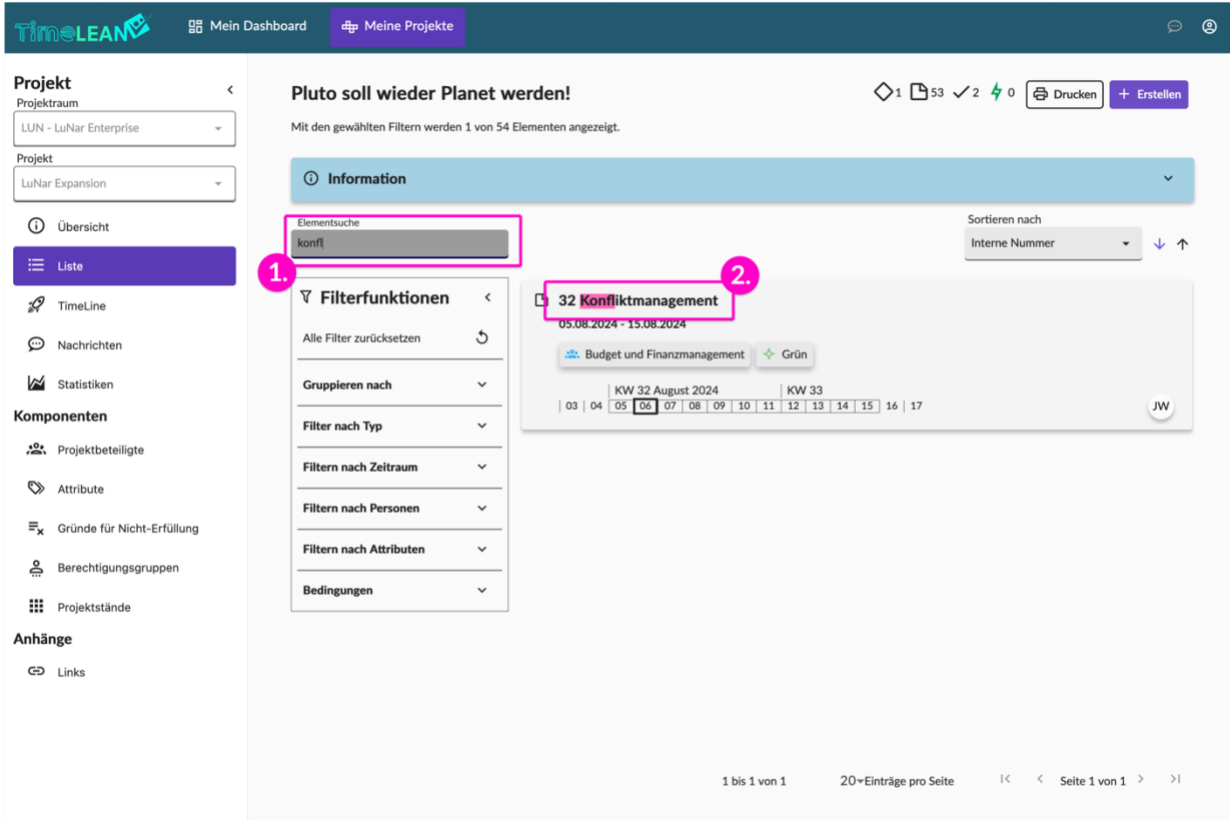 TimeLEAN
Mein Dashboard
Meine Projekte
Projekt
Projektraum
LUN - LuNar Enterprise
Projekt
LuNar Expansion
Übersicht
Liste
TimeLine
Nachrichten
Statistiken
Komponenten
Projektbeteiligte
Attribute
Gründe für Nicht-Erfüllung
Berechtigungsgruppen
Projektstände
Anhänge
Links
Pluto soll wieder Planet werden!
1 53 2 0
Drucken
+ Erstellen
Mit den gewählten Filtern werden 1 von 54 Elementen angezeigt.
Information
Elementsuche
konfl
1.
Sortieren nach
Interne Nummer
Filterfunktionen
Alle Filter zurücksetzen
Gruppieren nach
Filter nach Typ
Filtern nach Zeitraum
Filtern nach Personen
Filtern nach Attributen
Bedingungen
2.
32 Konfliktmanagement
05.08.2024 - 15.08.2024
Budget und Finanzmanagement
Grün
KW 32 August 2024 KW 33
03 04 05 06 07 08 09 10 11 12 13 14 15 16 17
JW
1 bis 1 von 1
20 Einträge pro Seite
Seite 1 von 1